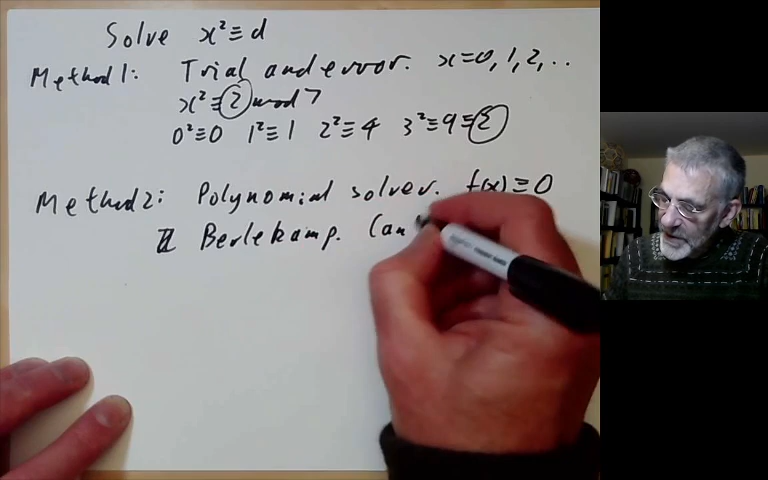 Solve x² ≡ d
Method 1: Trial and error. x=0, 1, 2, ..
x² ≡ 2 mod 7
0² ≡ 0 1² ≡ 1 2² ≡ 4 3² ≡ 9 ≡ 2
Method 2: Polynomial solver. f(x) ≡ 0
Berlekamp. Can